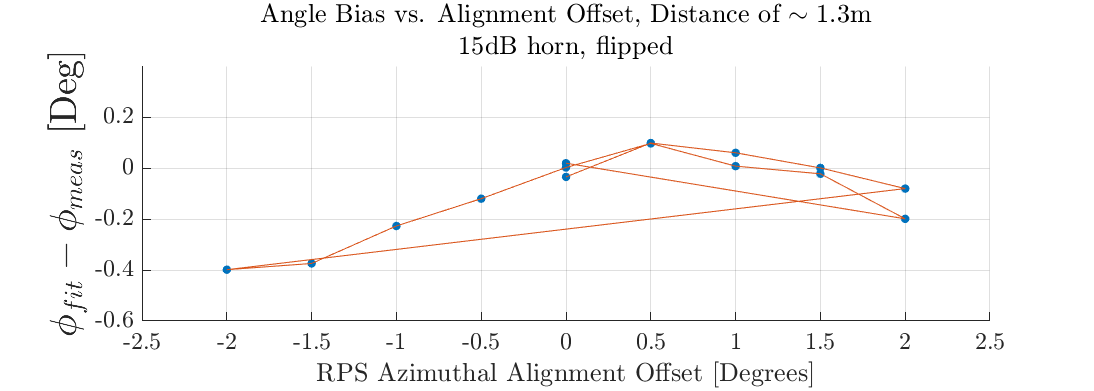 Angle Bias vs. Alignment Offset, Distance of ~ 1.3m
15dB horn, flipped
ϕ_fit − ϕ_meas [Deg]
0.2
0
-0.2
-0.4
-0.6
-2.5 -2 -1.5 -1 -0.5 0 0.5 1 1.5 2 2.5
RPS Azimuthal Alignment Offset [Degrees]